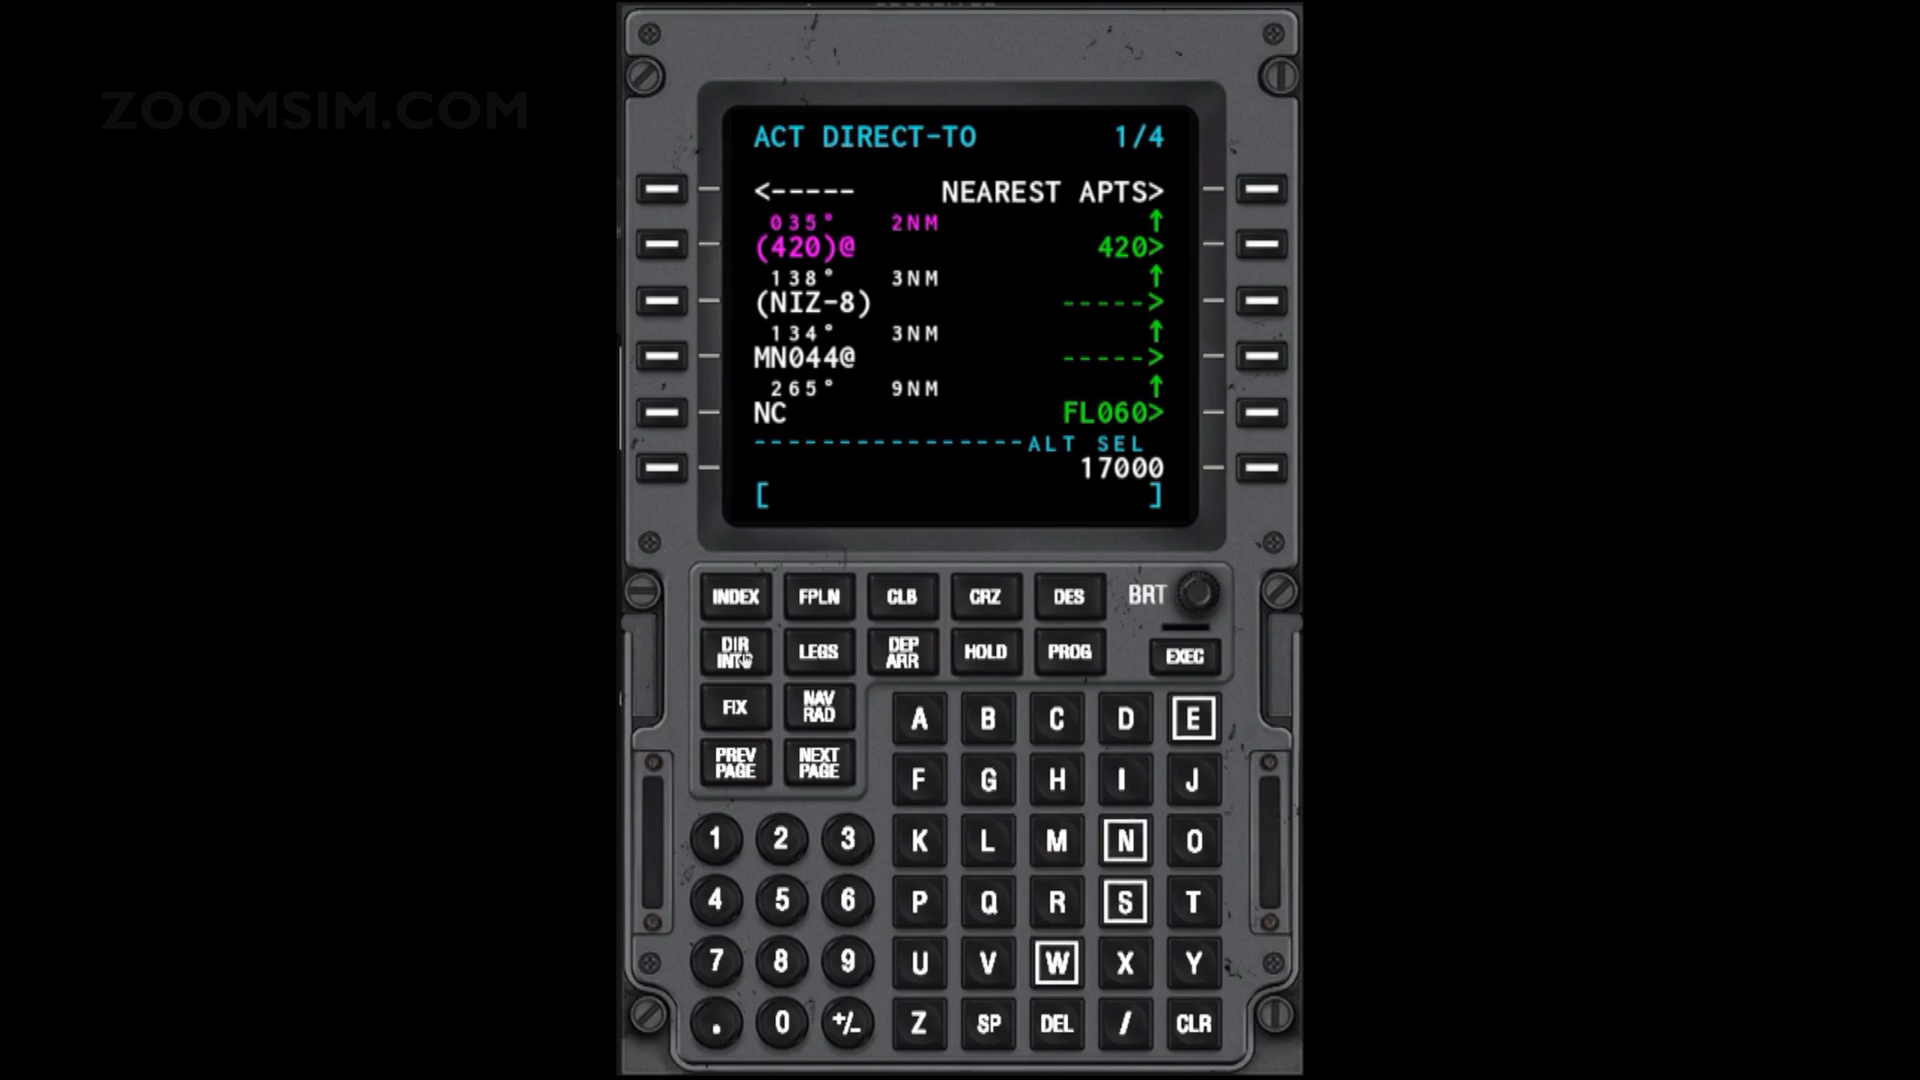 ZOOMSIM.COM
ACT DIRECT-TO 1/4
<----- NEAREST APTS>
035° 2NM ↑
(420)@ 420>
138° 3NM ↑
(NIZ-8) ----->
134° 3NM ↑
MN044@ ----->
265° 9NM ↑
NC FL060>
-----------------ALT SEL
17000
[ ]
INDEX FPLN CLB CRZ DES BRT
DIR INTC LEGS DEP ARR HOLD PROG EXEC
FIX NAV RAD
PREV PAGE NEXT PAGE
A B C D E
F G H I J
1 2 3 K L M N O
4 5 6 P Q R S T
7 8 9 U V W X Y
. 0 +/- Z SP DEL / CLR